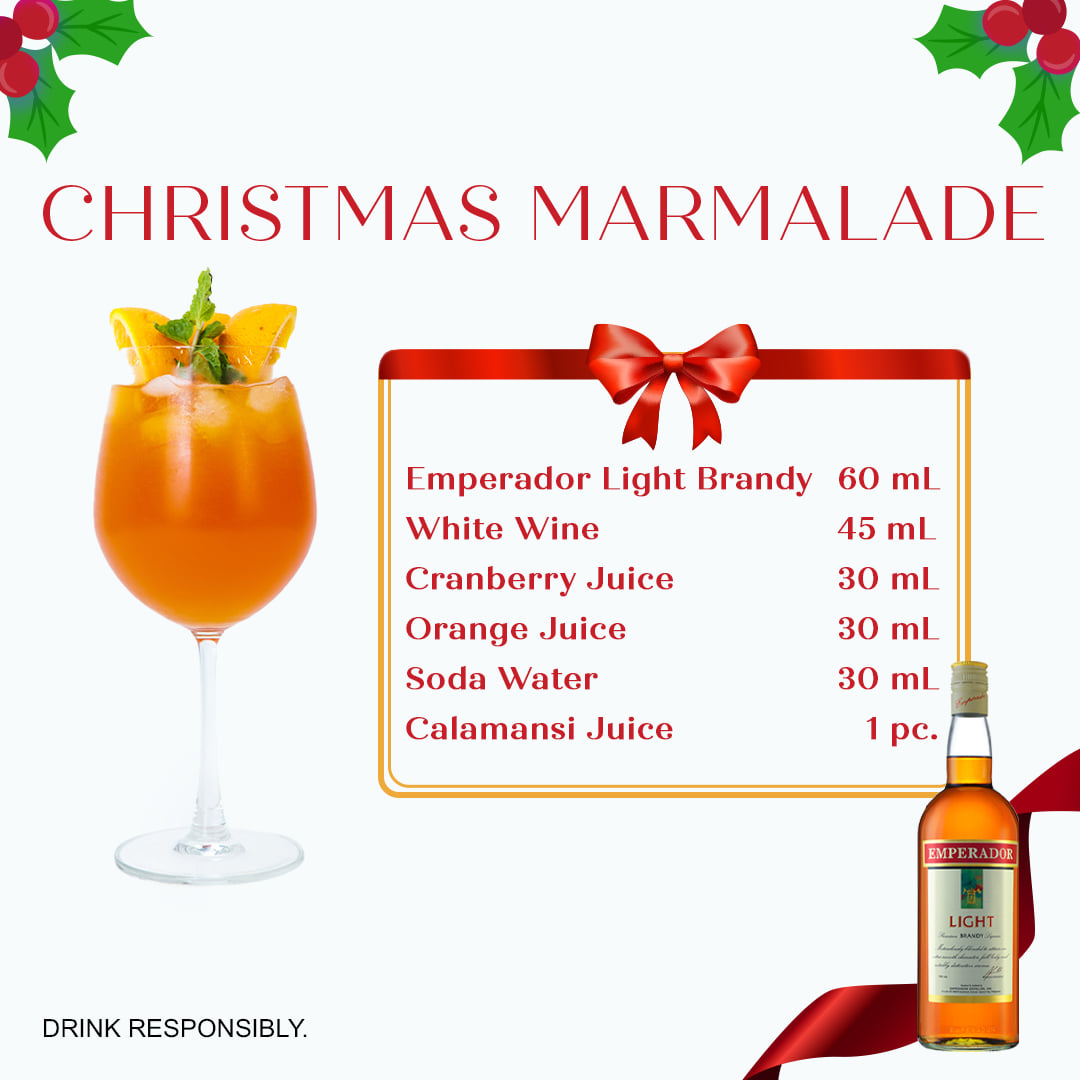 CHRISTMAS MARMALADE
Emperador Light Brandy 60 mL
White Wine 45 mL
Cranberry Juice 30 mL
Orange Juice 30 mL
Soda Water 30 mL
Calamansi Juice 1 pc.
EMPERADOR
LIGHT
BRANDY
DRINK RESPONSIBLY.